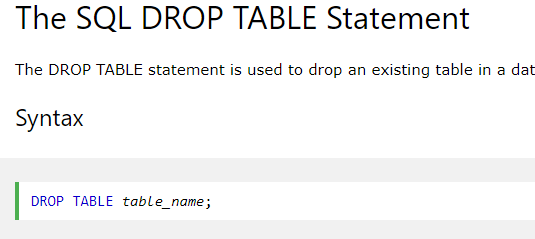 The SQL DROP TABLE Statement
The DROP TABLE statement is used to drop an existing table in a dat
Syntax
DROP TABLE table_name;